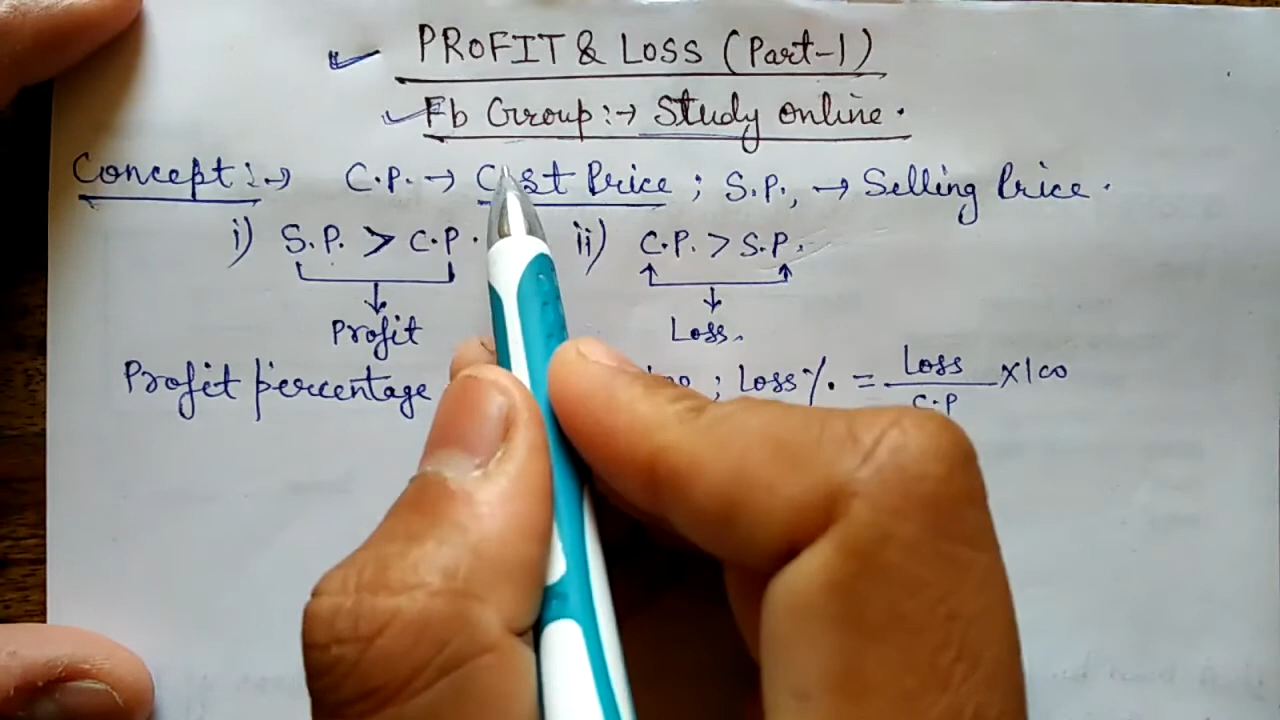 PROFIT & LOSS (Part-1)
Fb Group:→ Study online.
Concept:→ C.P. → Cost Price ; S.P., → Selling Price.
i) S.P. > C.P. ii) C.P. > S.P.
Profit Loss.
Profit percentage ; Loss% = Loss/C.P × 100